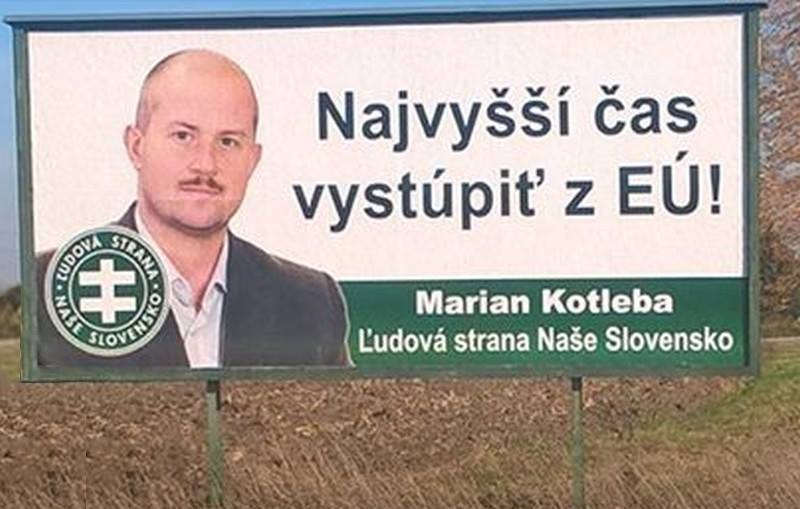 Najvyšší čas
vystúpiť z EÚ!
Marian Kotleba
Ľudová strana Naše Slovensko
ĽUDOVÁ STRANA
NAŠE SLOVENSKO